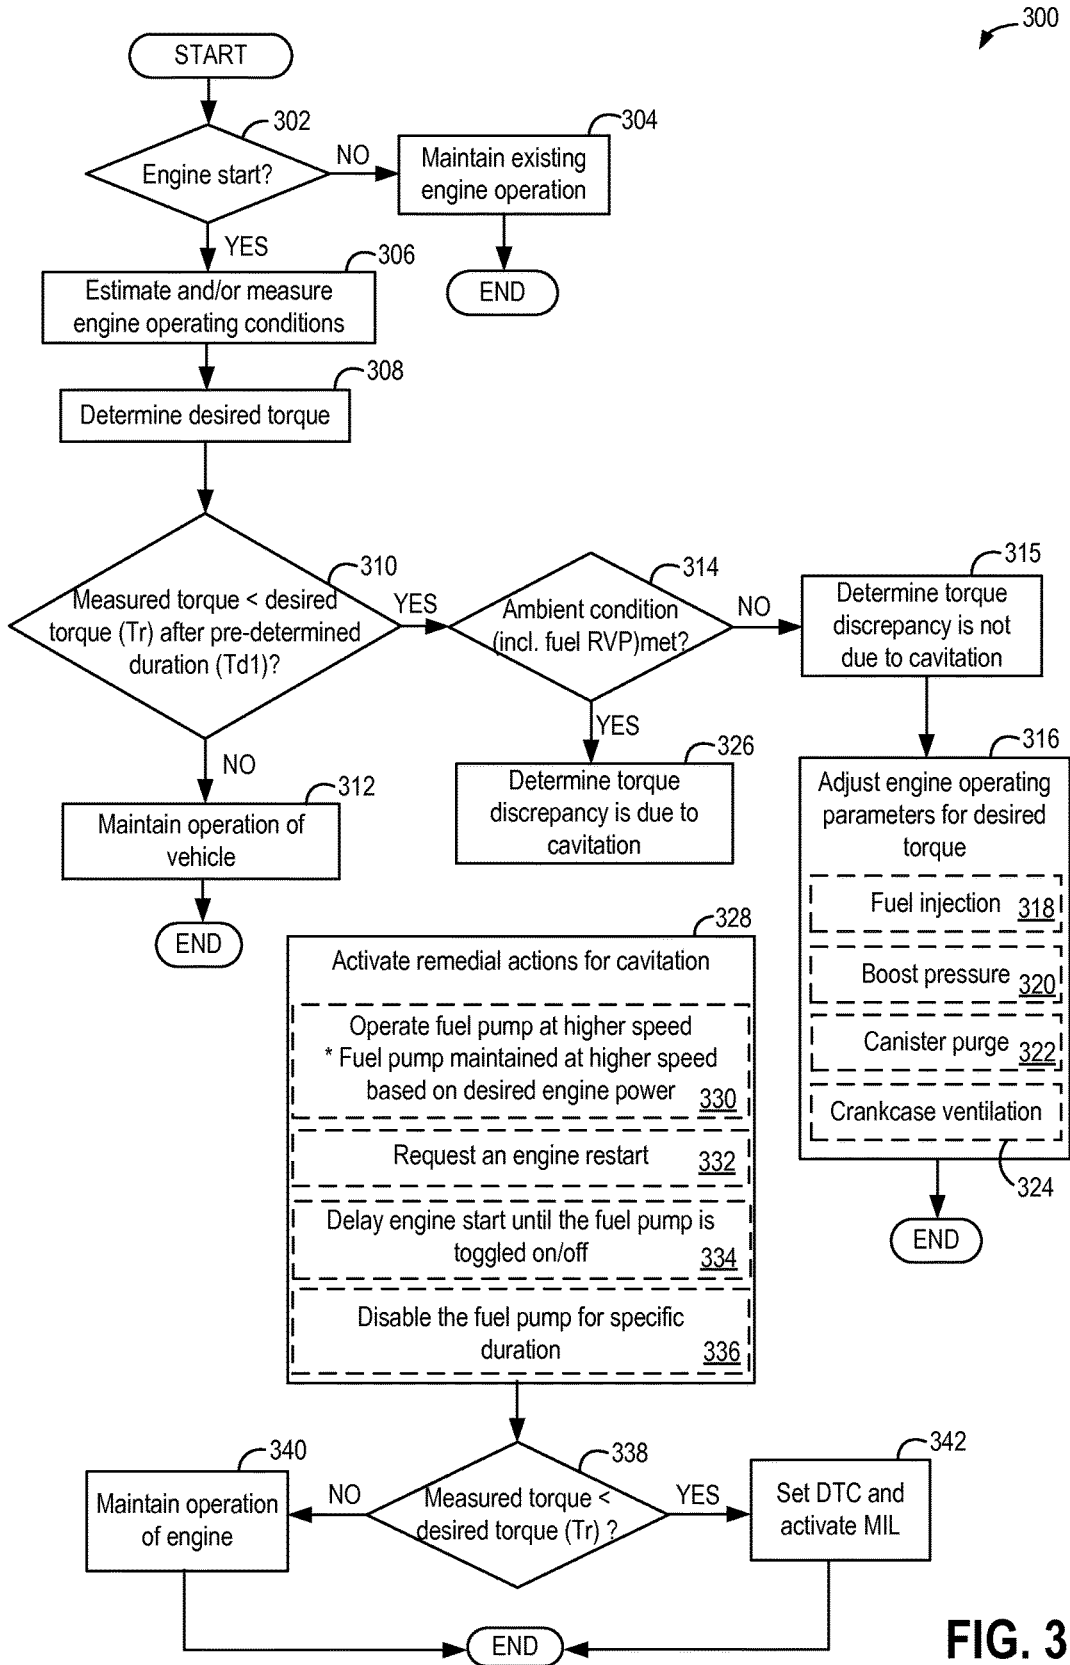 300
START
302
Engine start?
NO
304
Maintain existing
engine operation
END
YES
306
Estimate and/or measure
engine operating conditions
308
Determine desired torque
310
Measured torque < desired
torque (Tr) after pre-determined
duration (Td1)?
YES
314
Ambient condition
(incl. fuel RVP)met?
NO
315
Determine torque
discrepancy is not
due to cavitation
NO
312
Maintain operation of
vehicle
END
YES
326
Determine torque
discrepancy is due to
cavitation
316
Adjust engine operating
parameters for desired
torque
Fuel injection 318
Boost pressure 320
Canister purge 322
Crankcase ventilation
324
END
328
Activate remedial actions for cavitation
Operate fuel pump at higher speed
* Fuel pump maintained at higher speed
based on desired engine power 330
Request an engine restart 332
Delay engine start until the fuel pump is
toggled on/off 334
Disable the fuel pump for specific
duration 336
338
Measured torque <
desired torque (Tr) ?
NO
340
Maintain operation
of engine
YES
342
Set DTC and
activate MIL
END
FIG. 3